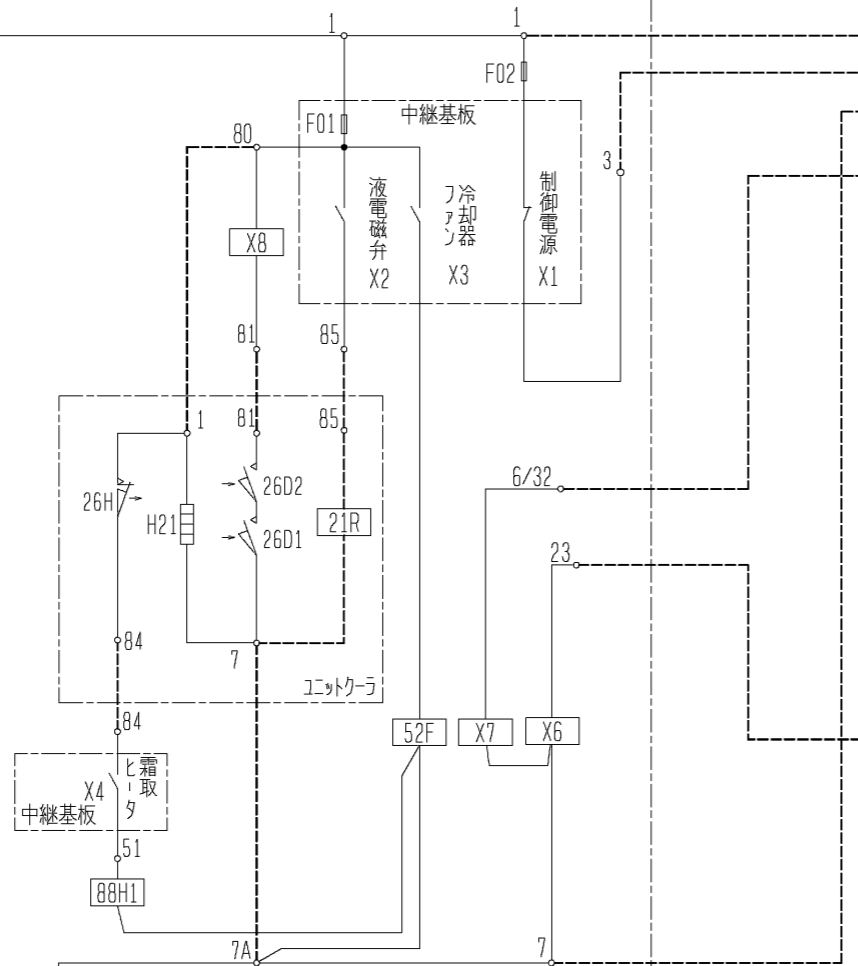 1
1
F02
中継基板
F01
80
3
液電磁弁
X2
冷却器
ファン
X3
制御電源
X1
X8
81
85
81
85
1
6/32
26H
26D2
H21
21R
26D1
23
84
7
ユニットクーラ
84
52F
X7
X6
霜取
ヒータ
X4
中継基板
51
88H1
7A
7